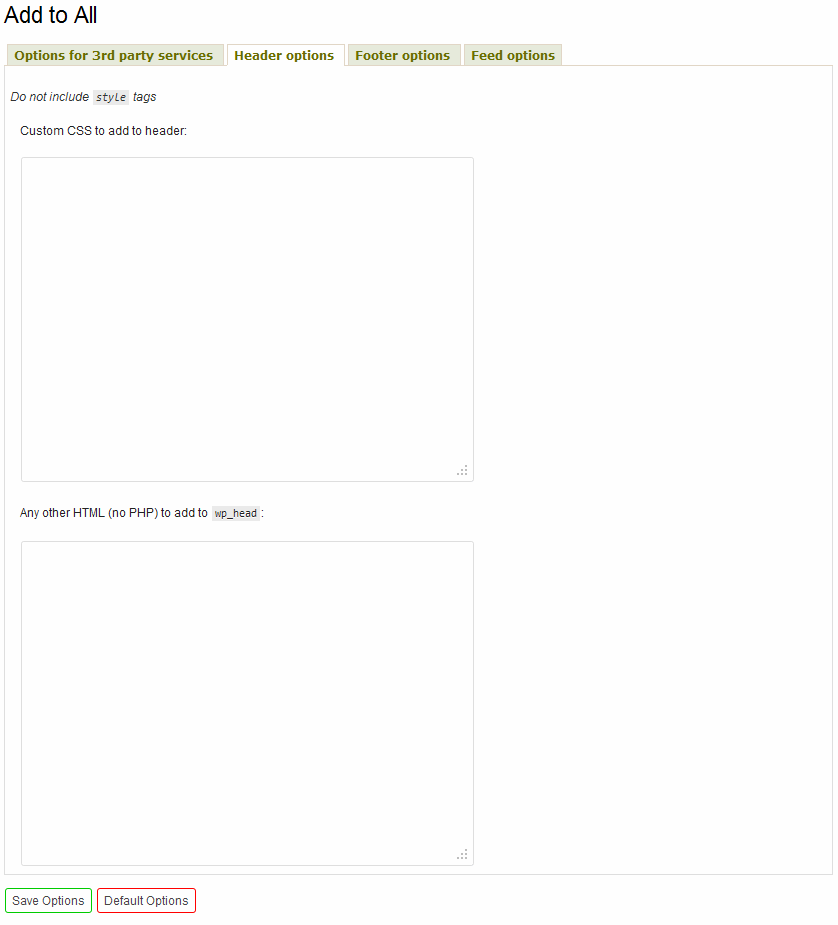 Add to All
Options for 3rd party services Header options Footer options Feed options
Do not include style tags
Custom CSS to add to header:
Any other HTML (no PHP) to add to wp_head:
Save Options Default Options